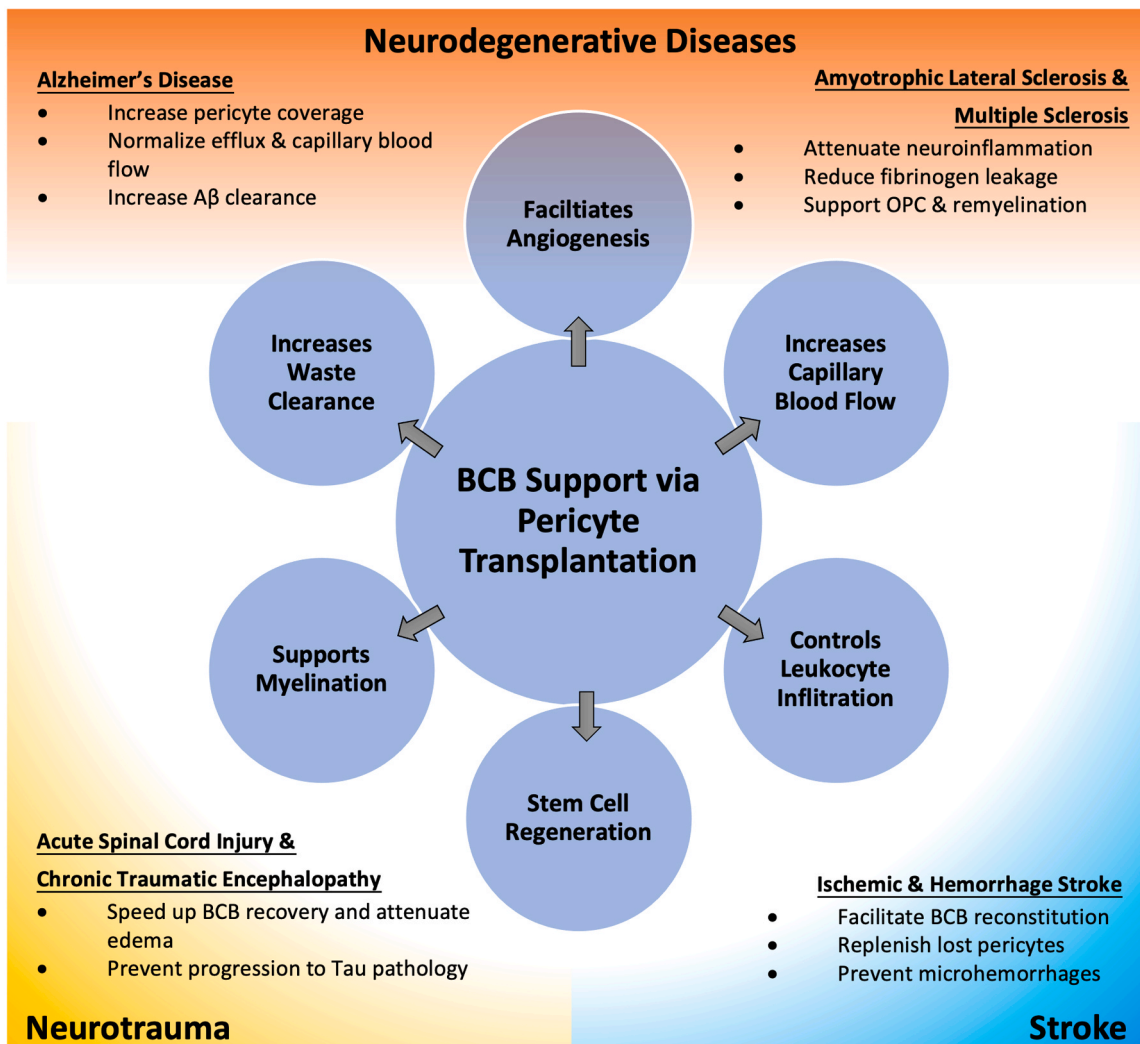 Neurodegenerative Diseases
Alzheimer's Disease
• Increase pericyte coverage
• Normalize efflux & capillary blood
flow
• Increase Aβ clearance
Amyotrophic Lateral Sclerosis &
Multiple Sclerosis
• Attenuate neuroinflammation
• Reduce fibrinogen leakage
• Support OPC & remyelination
Faciltiates
Angiogenesis
Increases
Waste
Clearance
Increases
Capillary
Blood Flow
BCB Support via
Pericyte
Transplantation
Supports
Myelination
Controls
Leukocyte
Inflitration
Stem Cell
Regeneration
Acute Spinal Cord Injury &
Chronic Traumatic Encephalopathy
• Speed up BCB recovery and attenuate
edema
• Prevent progression to Tau pathology
Neurotrauma
Ischemic & Hemorrhage Stroke
• Facilitate BCB reconstitution
• Replenish lost pericytes
• Prevent microhemorrhages
Stroke